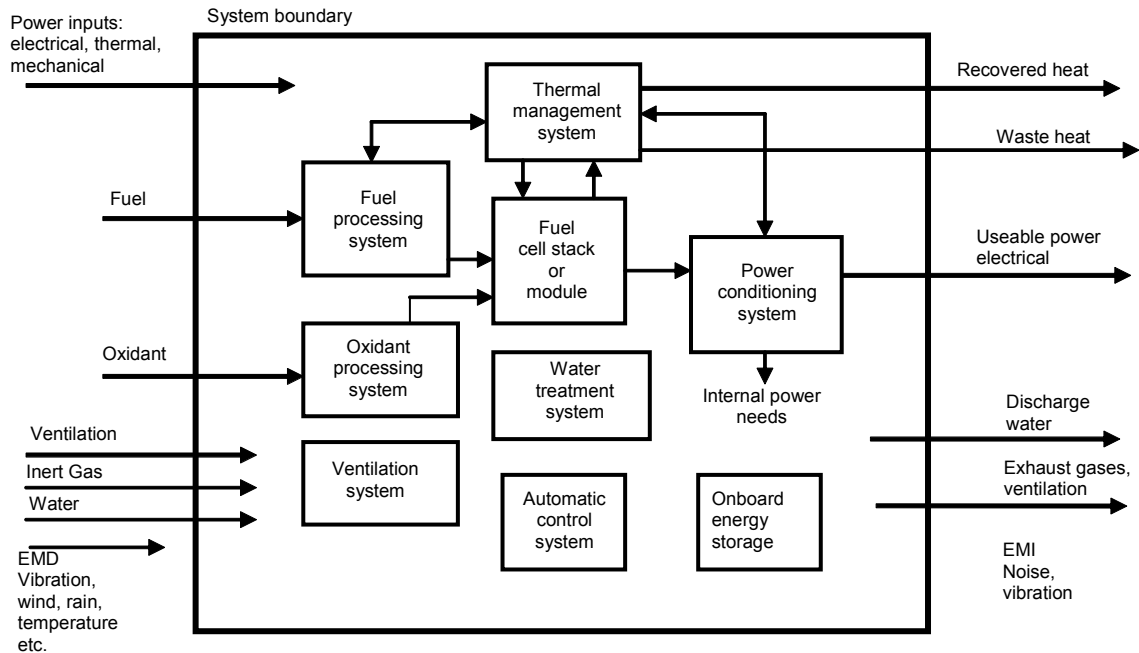 System boundary
Power inputs:
electrical, thermal,
mechanical
Thermal
management
system
Recovered heat
Waste heat
Fuel
Fuel
processing
system
Fuel
cell stack
or
module
Power
conditioning
system
Useable power
electrical
Oxidant
Oxidant
processing
system
Water
treatment
system
Internal power
needs
Discharge
water
Ventilation
Inert Gas
Water
Ventilation
system
Automatic
control
system
Onboard
energy
storage
Exhaust gases,
ventilation
EMD
Vibration,
wind, rain,
temperature
etc.
EMI
Noise,
vibration